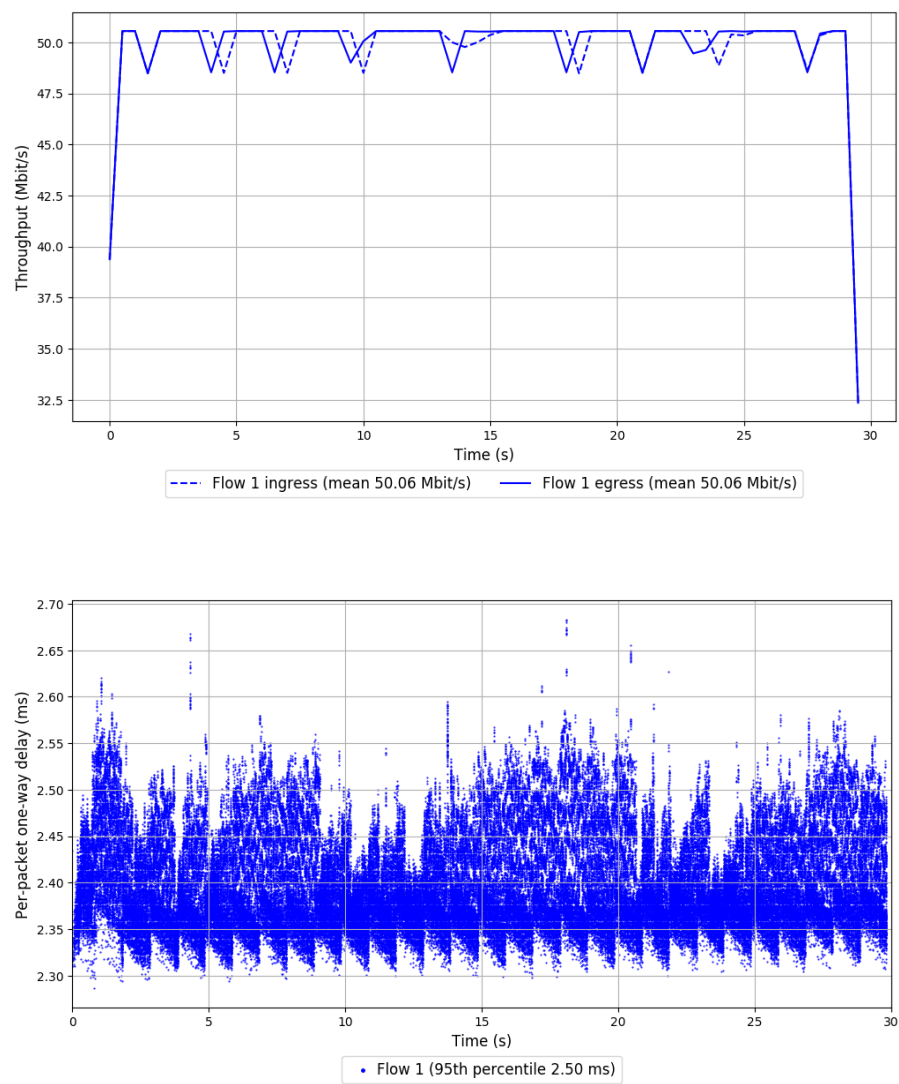 50.0
47.5
45.0
42.5
40.0
37.5
35.0
32.5
Throughput (Mbit/s)
0 5 10 15 20 25 30
Time (s)
Flow 1 ingress (mean 50.06 Mbit/s) Flow 1 egress (mean 50.06 Mbit/s)
2.70
2.65
2.60
2.55
2.50
2.45
2.40
2.35
2.30
Per-packet one-way delay (ms)
0 5 10 15 20 25 30
Time (s)
Flow 1 (95th percentile 2.50 ms)